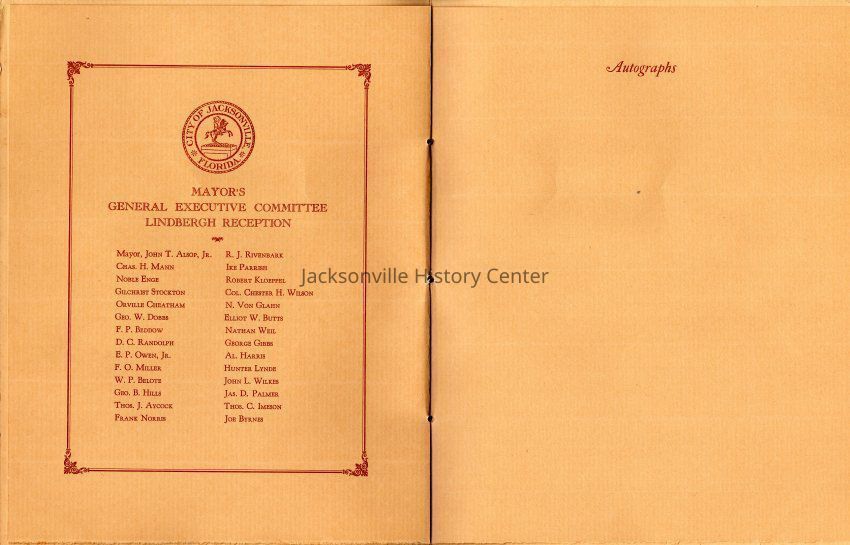 CITY OF JACKSONVILLE
FLORIDA
MAYOR'S
GENERAL EXECUTIVE COMMITTEE
LINDBERGH RECEPTION
Mayor, John T. Alsop, Jr.
Chas. H. Mann
Noble Enge
Gilchrist Stockton
Orville Cheatham
Geo. W. Dobbs
F. P. Beddow
D. C. Randolph
E. P. Owen, Jr.
F. O. Miller
W. P. Belote
Geo. B. Hills
Thos. J. Aycock
Frank Norris
R. J. Rivenbark
Ike Parrish
Robert Kloeppel
Col. Chester H. Wilson
N. Von Glahn
Elliot W. Butts
Nathan Weil
George Gibbs
Al. Harris
Hunter Lynde
John L. Wilkes
Jas. D. Palmer
Thos. C. Imeson
Joe Byrnes
Autographs
Jacksonville History Center